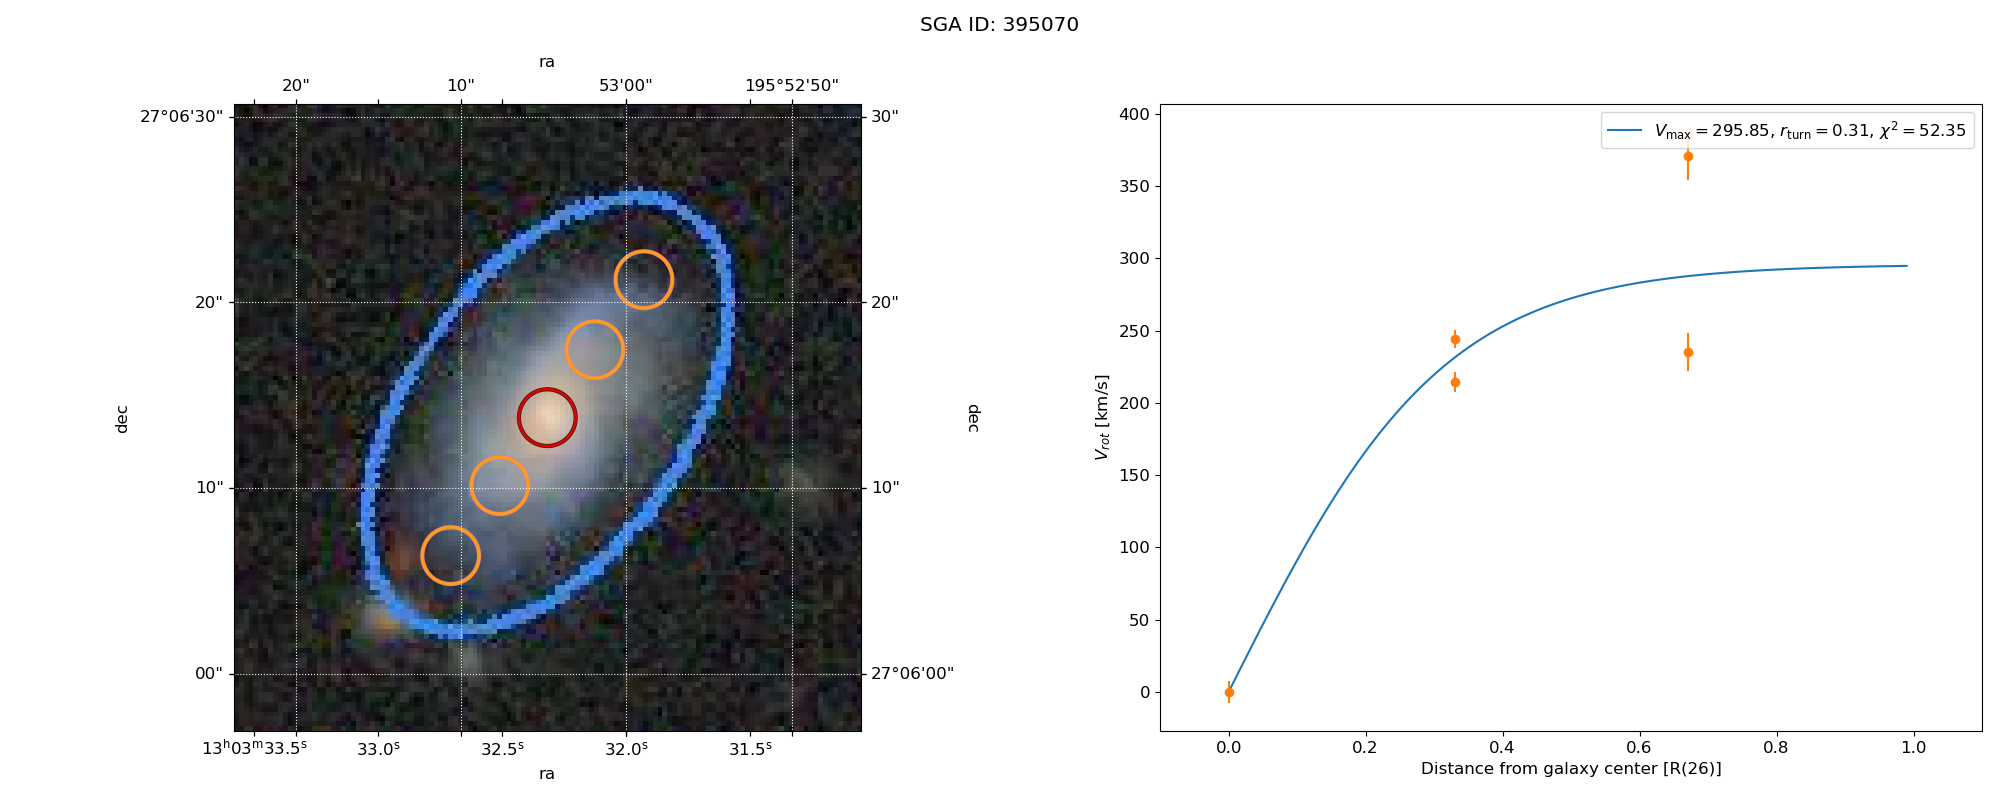 SGA ID: 395070
ra
20" 10" 53'00" 195°52'50"
27°06'30" 30"
20" 20"
10" 10"
00" 27°06'00"
dec
dec
13ʰ03ᵐ33.5ˢ 33.0ˢ 32.5ˢ 32.0ˢ 31.5ˢ
ra
V_max = 295.85, r_turn = 0.31, χ² = 52.35
400
350
300
250
200
150
100
50
0
V_rot [km/s]
0.0 0.2 0.4 0.6 0.8 1.0
Distance from galaxy center [R(26)]